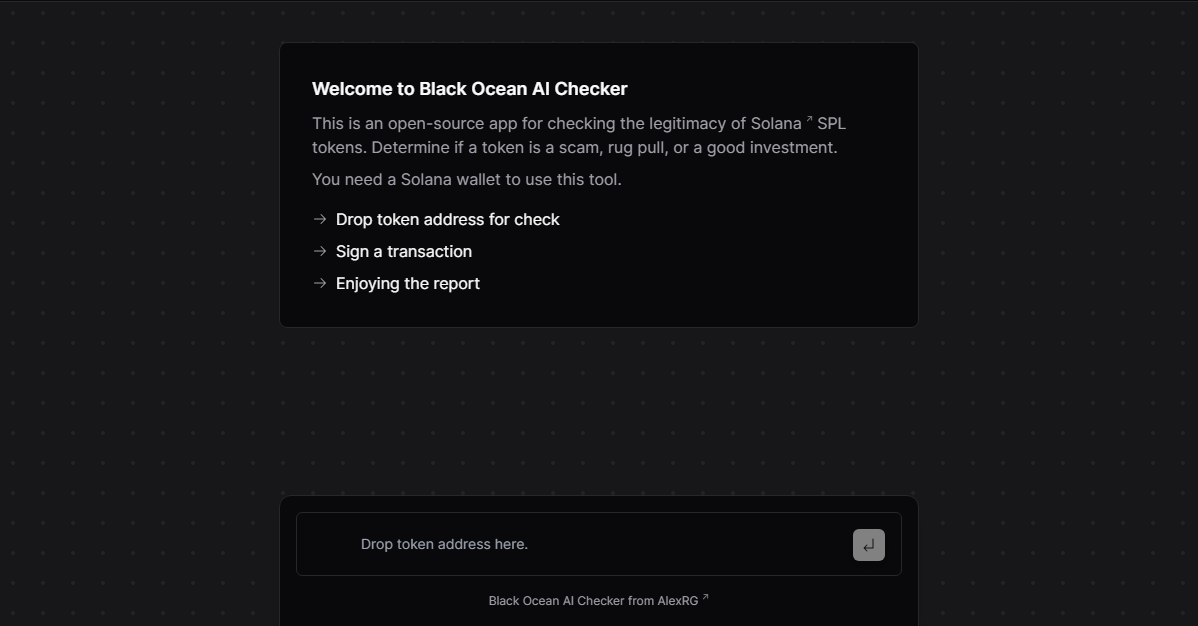 Welcome to Black Ocean AI Checker
This is an open-source app for checking the legitimacy of Solana ↗ SPL
tokens. Determine if a token is a scam, rug pull, or a good investment.
You need a Solana wallet to use this tool.
→ Drop token address for check
→ Sign a transaction
→ Enjoying the report
Drop token address here.
Black Ocean AI Checker from AlexRG ↗